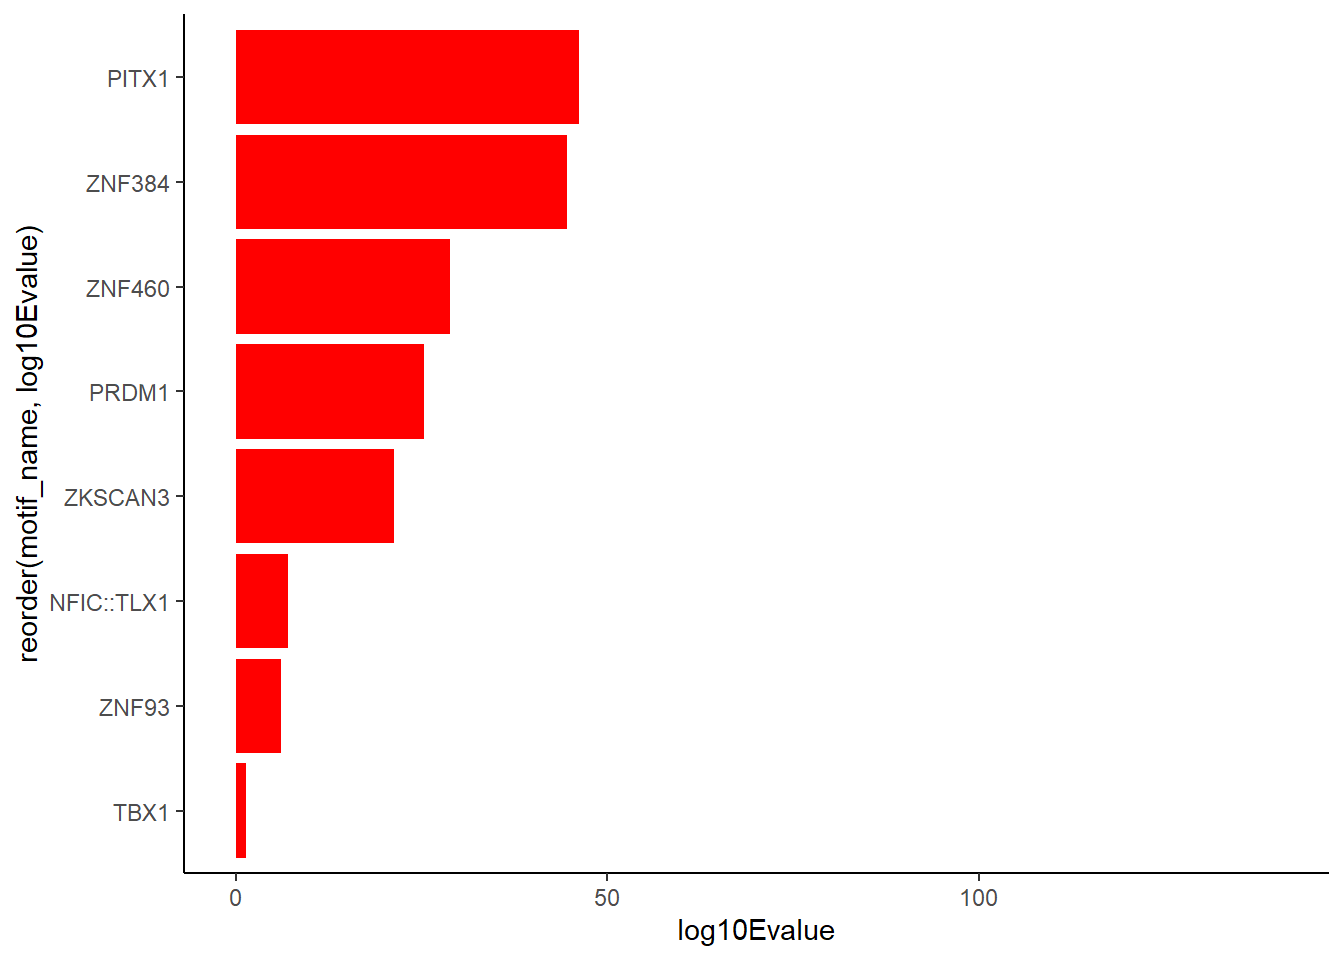 PITX1
ZNF384
ZNF460
PRDM1
ZKSCAN3
NFIC::TLX1
ZNF93
TBX1
reorder(motif_name, log10Evalue)
0 50 100
log10Evalue